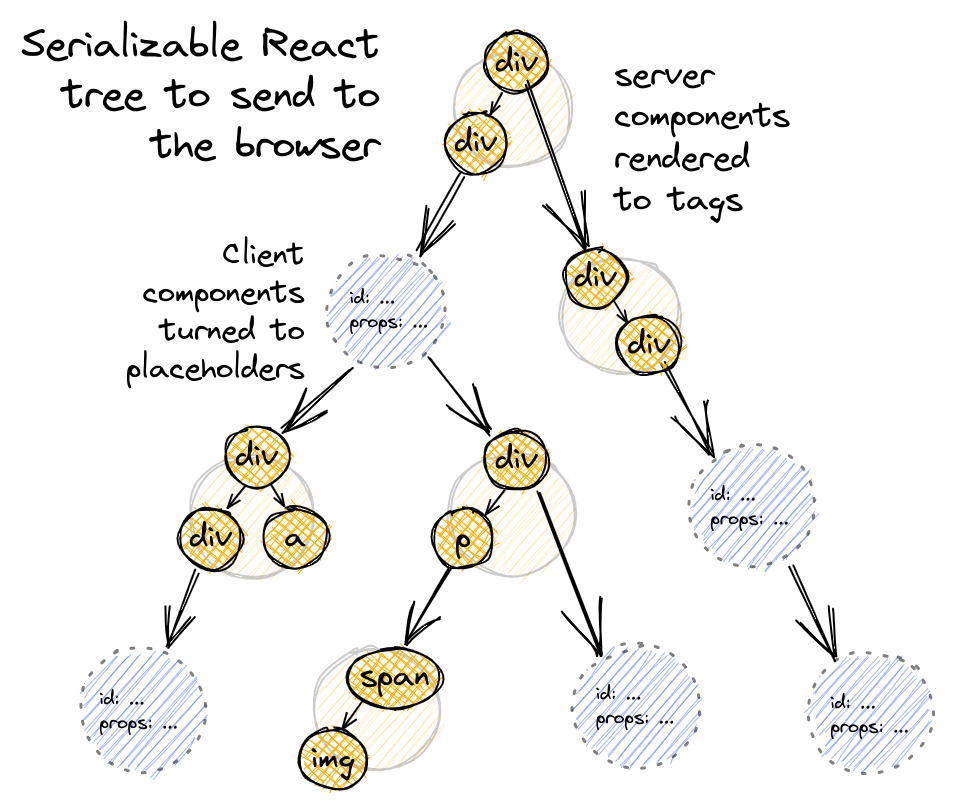 Serializable React
tree to send to
the browser
div
div
server
components
rendered
to tags
Client
components
turned to
placeholders
id: ...
props: ...
div
div
div
div
a
div
p
id: ...
props: ...
id: ...
props: ...
span
img
id: ...
props: ...
id: ...
props: ...